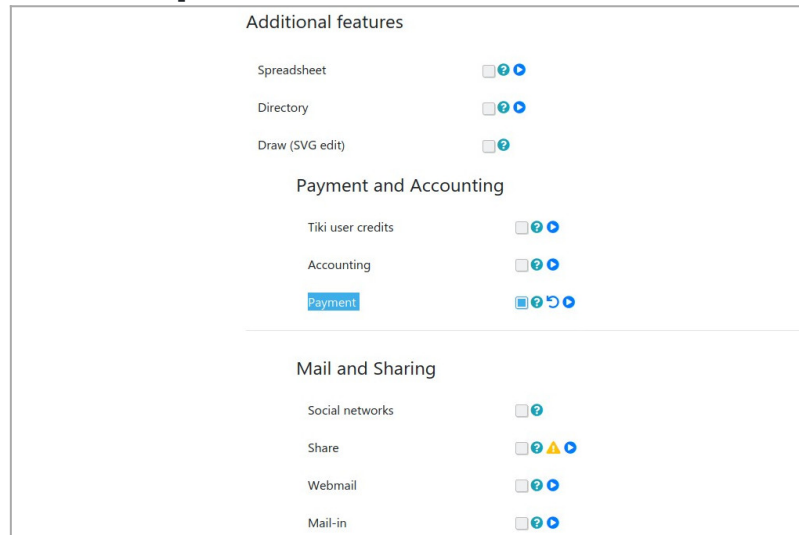 Additional features
Spreadsheet
Directory
Draw (SVG edit)
Payment and Accounting
Tiki user credits
Accounting
Payment
Mail and Sharing
Social networks
Share
Webmail
Mail-in